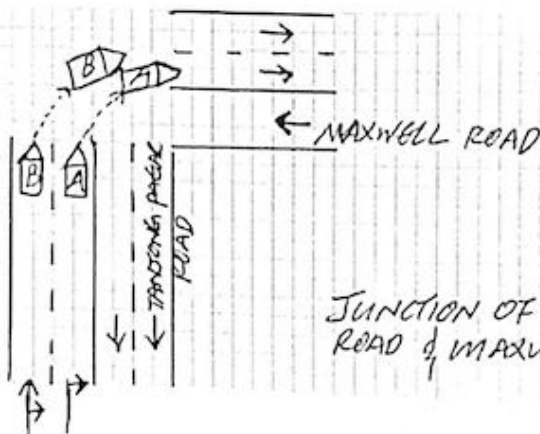 B
A
B
A
MAXWELL ROAD
TANJONG PAGAR
ROAD
JUNCTION OF
ROAD & MAXW